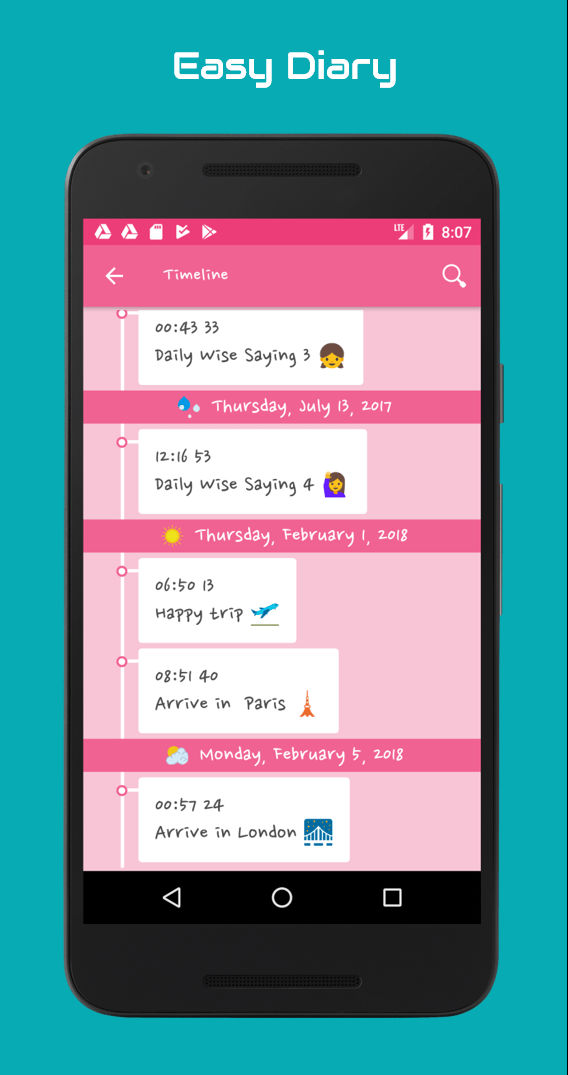 Easy Diary
LTE 8:07
Timeline
00:43 33
Daily Wise Saying 3
Thursday, July 13, 2017
12:16 53
Daily Wise Saying 4
Thursday, February 1, 2018
06:50 13
Happy trip
08:51 40
Arrive in Paris
Monday, February 5, 2018
00:57 24
Arrive in London